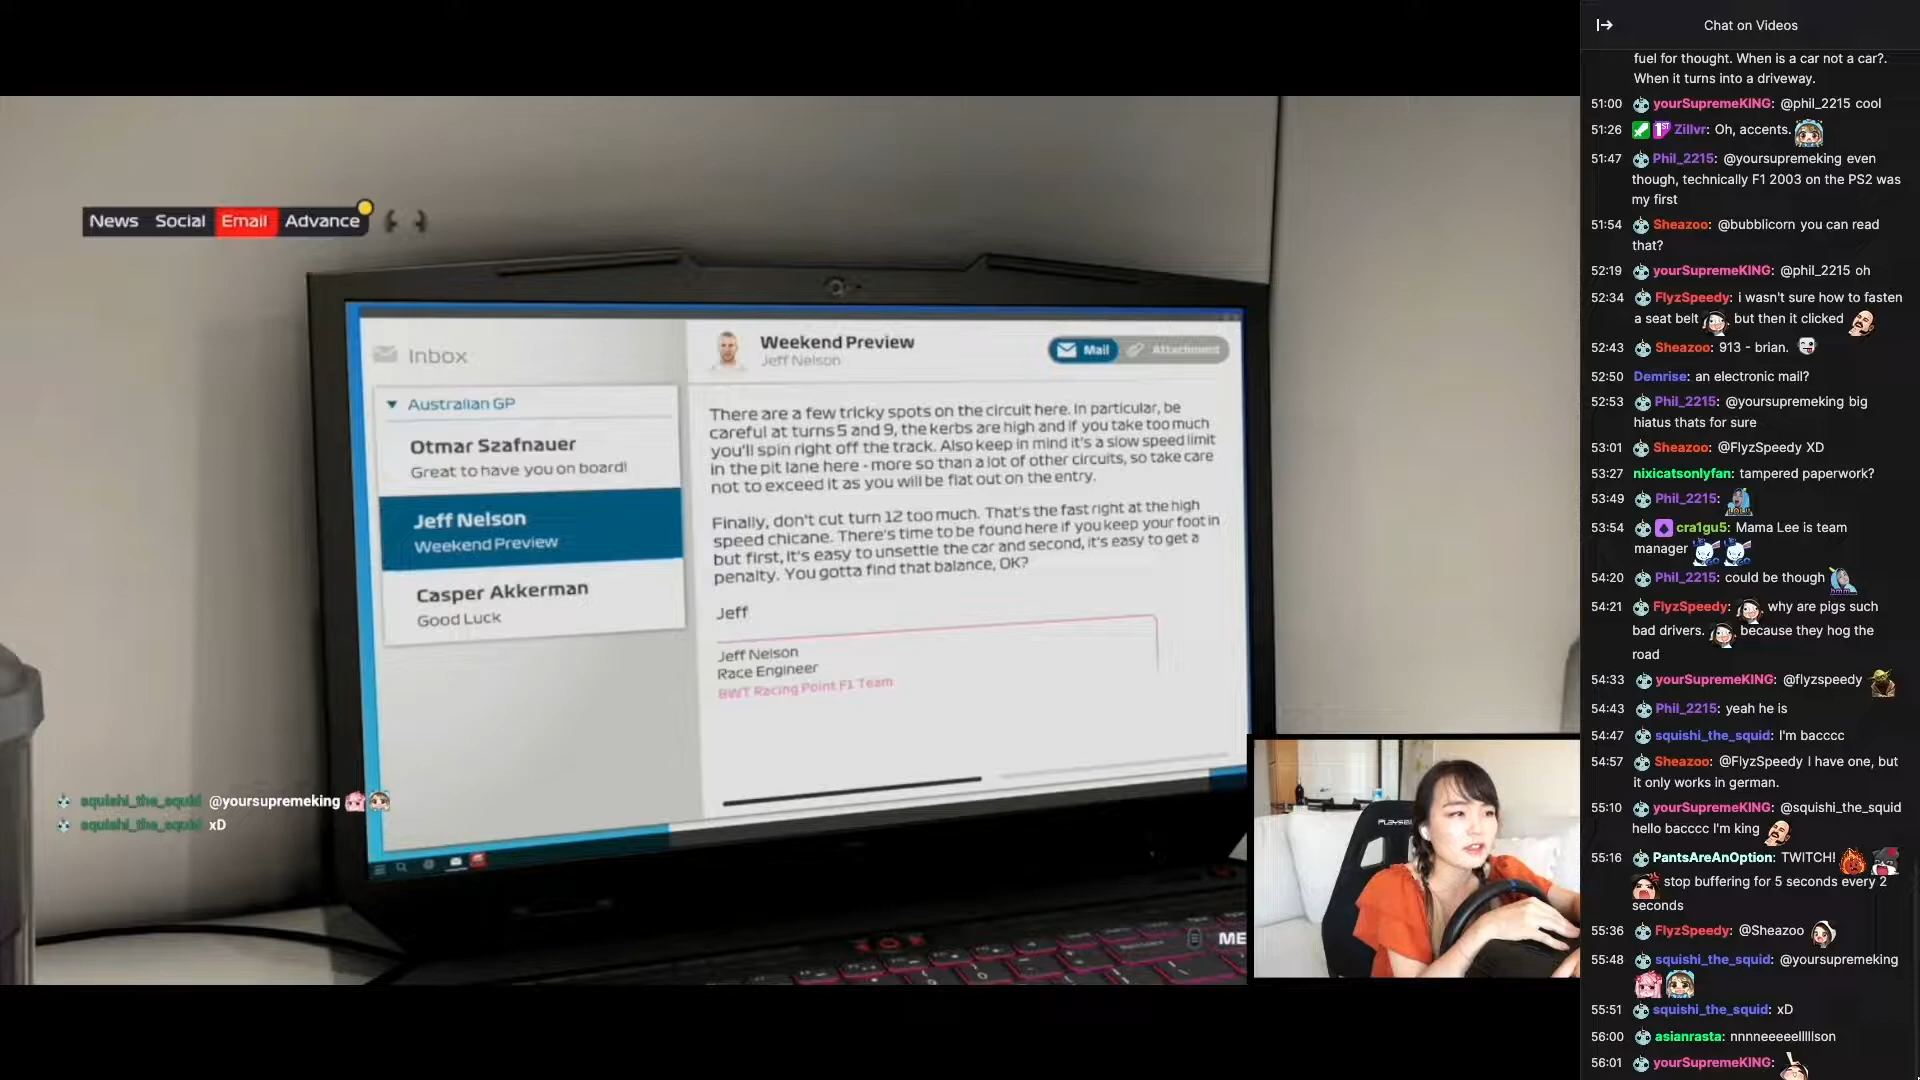 News Social Email Advance
Inbox
Australian GP
Otmar Szafnauer
Great to have you on board!
Jeff Nelson
Weekend Preview
Casper Akkerman
Good Luck
Weekend Preview
Jeff Nelson
Mail Attachment
There are a few tricky spots on the circuit here. In particular, be
careful at turns 5 and 9, the kerbs are high and if you take too much
you'll spin right off the track. Also keep in mind it's a slow speed limit
in the pit lane here - more so than a lot of other circuits, so take care
not to exceed it as you will be flat out on the entry.
Finally, don't cut turn 12 too much. That's the fast right at the high
speed chicane. There's time to be found here if you keep your foot in
but first, it's easy to unsettle the car and second, it's easy to get a
penalty. You gotta find that balance, OK?
Jeff
Jeff Nelson
Race Engineer
BWT Racing Point F1 Team
squishi_the_squid @yoursupremeking
squishi_the_squid xD
ME
Chat on Videos
fuel for thought. When is a car not a car?.
When it turns into a driveway.
51:00 yourSupremeKING: @phil_2215 cool
51:26 1ST Zillvr: Oh, accents.
51:47 Phil_2215: @yoursupremeking even
though, technically F1 2003 on the PS2 was
my first
51:54 Sheazoo: @bubblicorn you can read
that?
52:19 yourSupremeKING: @phil_2215 oh
52:34 FlyzSpeedy: i wasn't sure how to fasten
a seat belt but then it clicked
52:43 Sheazoo: 913 - brian.
52:50 Demrise: an electronic mail?
52:53 Phil_2215: @yoursupremeking big
hiatus thats for sure
53:01 Sheazoo: @FlyzSpeedy XD
53:27 nixicatsonlyfan: tampered paperwork?
53:49 Phil_2215:
53:54 cra1gu5: Mama Lee is team
manager
54:20 Phil_2215: could be though
54:21 FlyzSpeedy: why are pigs such
bad drivers. because they hog the
road
54:33 yourSupremeKING: @flyzspeedy
54:43 Phil_2215: yeah he is
54:47 squishi_the_squid: I'm bacccc
54:57 Sheazoo: @FlyzSpeedy I have one, but
it only works in german.
55:10 yourSupremeKING: @squishi_the_squid
hello bacccc I'm king
55:16 PantsAreAnOption: TWITCH!
stop buffering for 5 seconds every 2
seconds
55:36 FlyzSpeedy: @Sheazoo
55:48 squishi_the_squid: @yoursupremeking
55:51 squishi_the_squid: xD
56:00 asianrasta: nnnneeeeelllllson
56:01 yourSupremeKING: